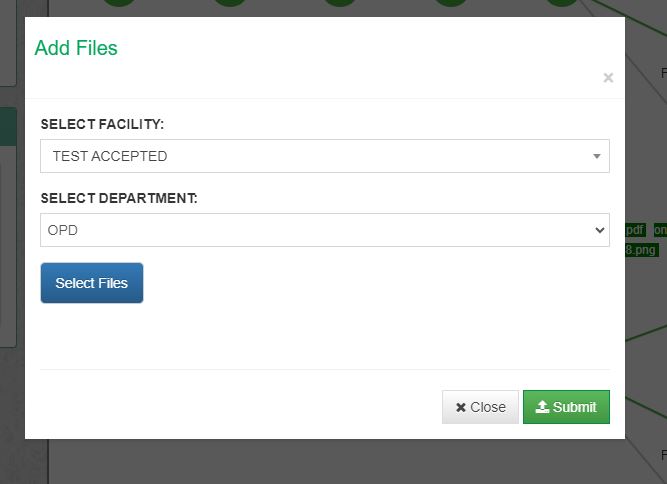 Add Files
×
SELECT FACILITY:
TEST ACCEPTED
SELECT DEPARTMENT:
OPD
.pdf on
8.png
Select Files
Close
Submit